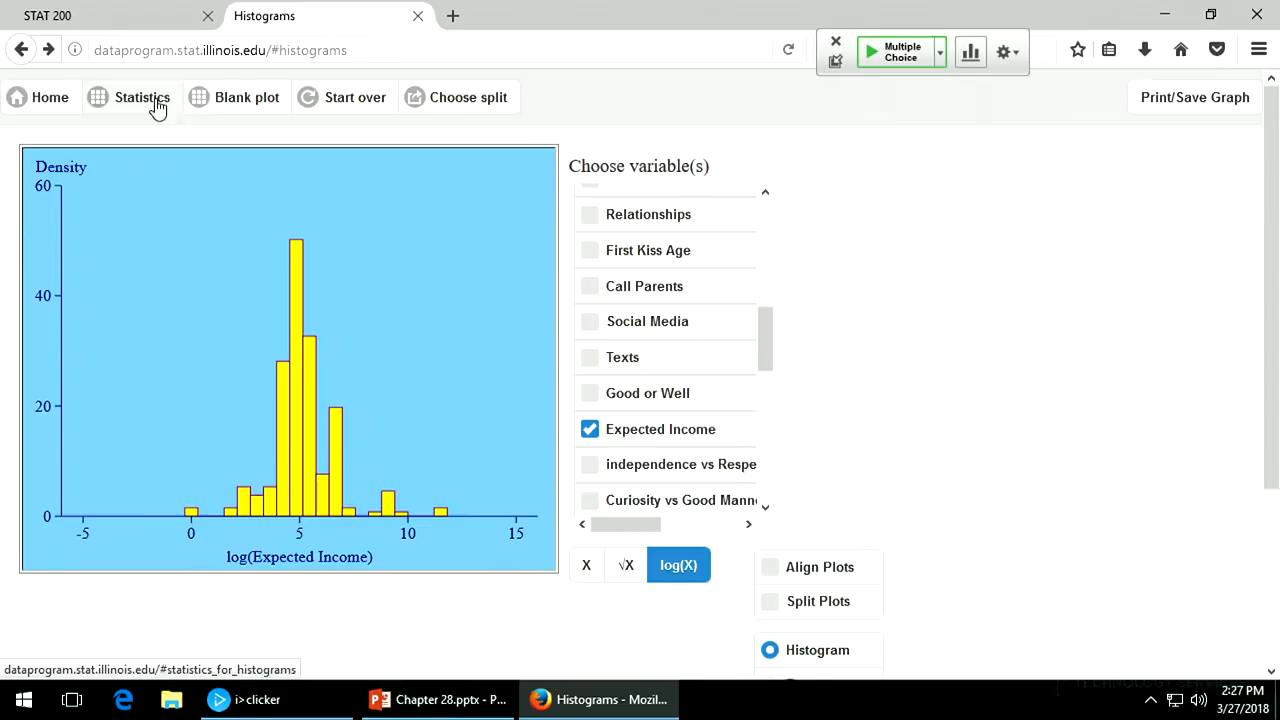 STAT 200
Histograms
dataprogram.stat.illinois.edu/#histograms
Multiple
Choice
Home
Statistics
Blank plot
Start over
Choose split
Print/Save Graph
Density
60
40
20
0
-5
0
5
10
15
log(Expected Income)
Choose variable(s)
Relationships
First Kiss Age
Call Parents
Social Media
Texts
Good or Well
Expected Income
independence vs Respe
Curiosity vs Good Mann
X
√X
log(X)
Align Plots
Split Plots
Histogram
dataprogram.stat.illinois.edu/#statistics_for_histograms
i>clicker
Chapter 28.pptx - P...
Histograms - Mozil...
2:27 PM
3/27/2018